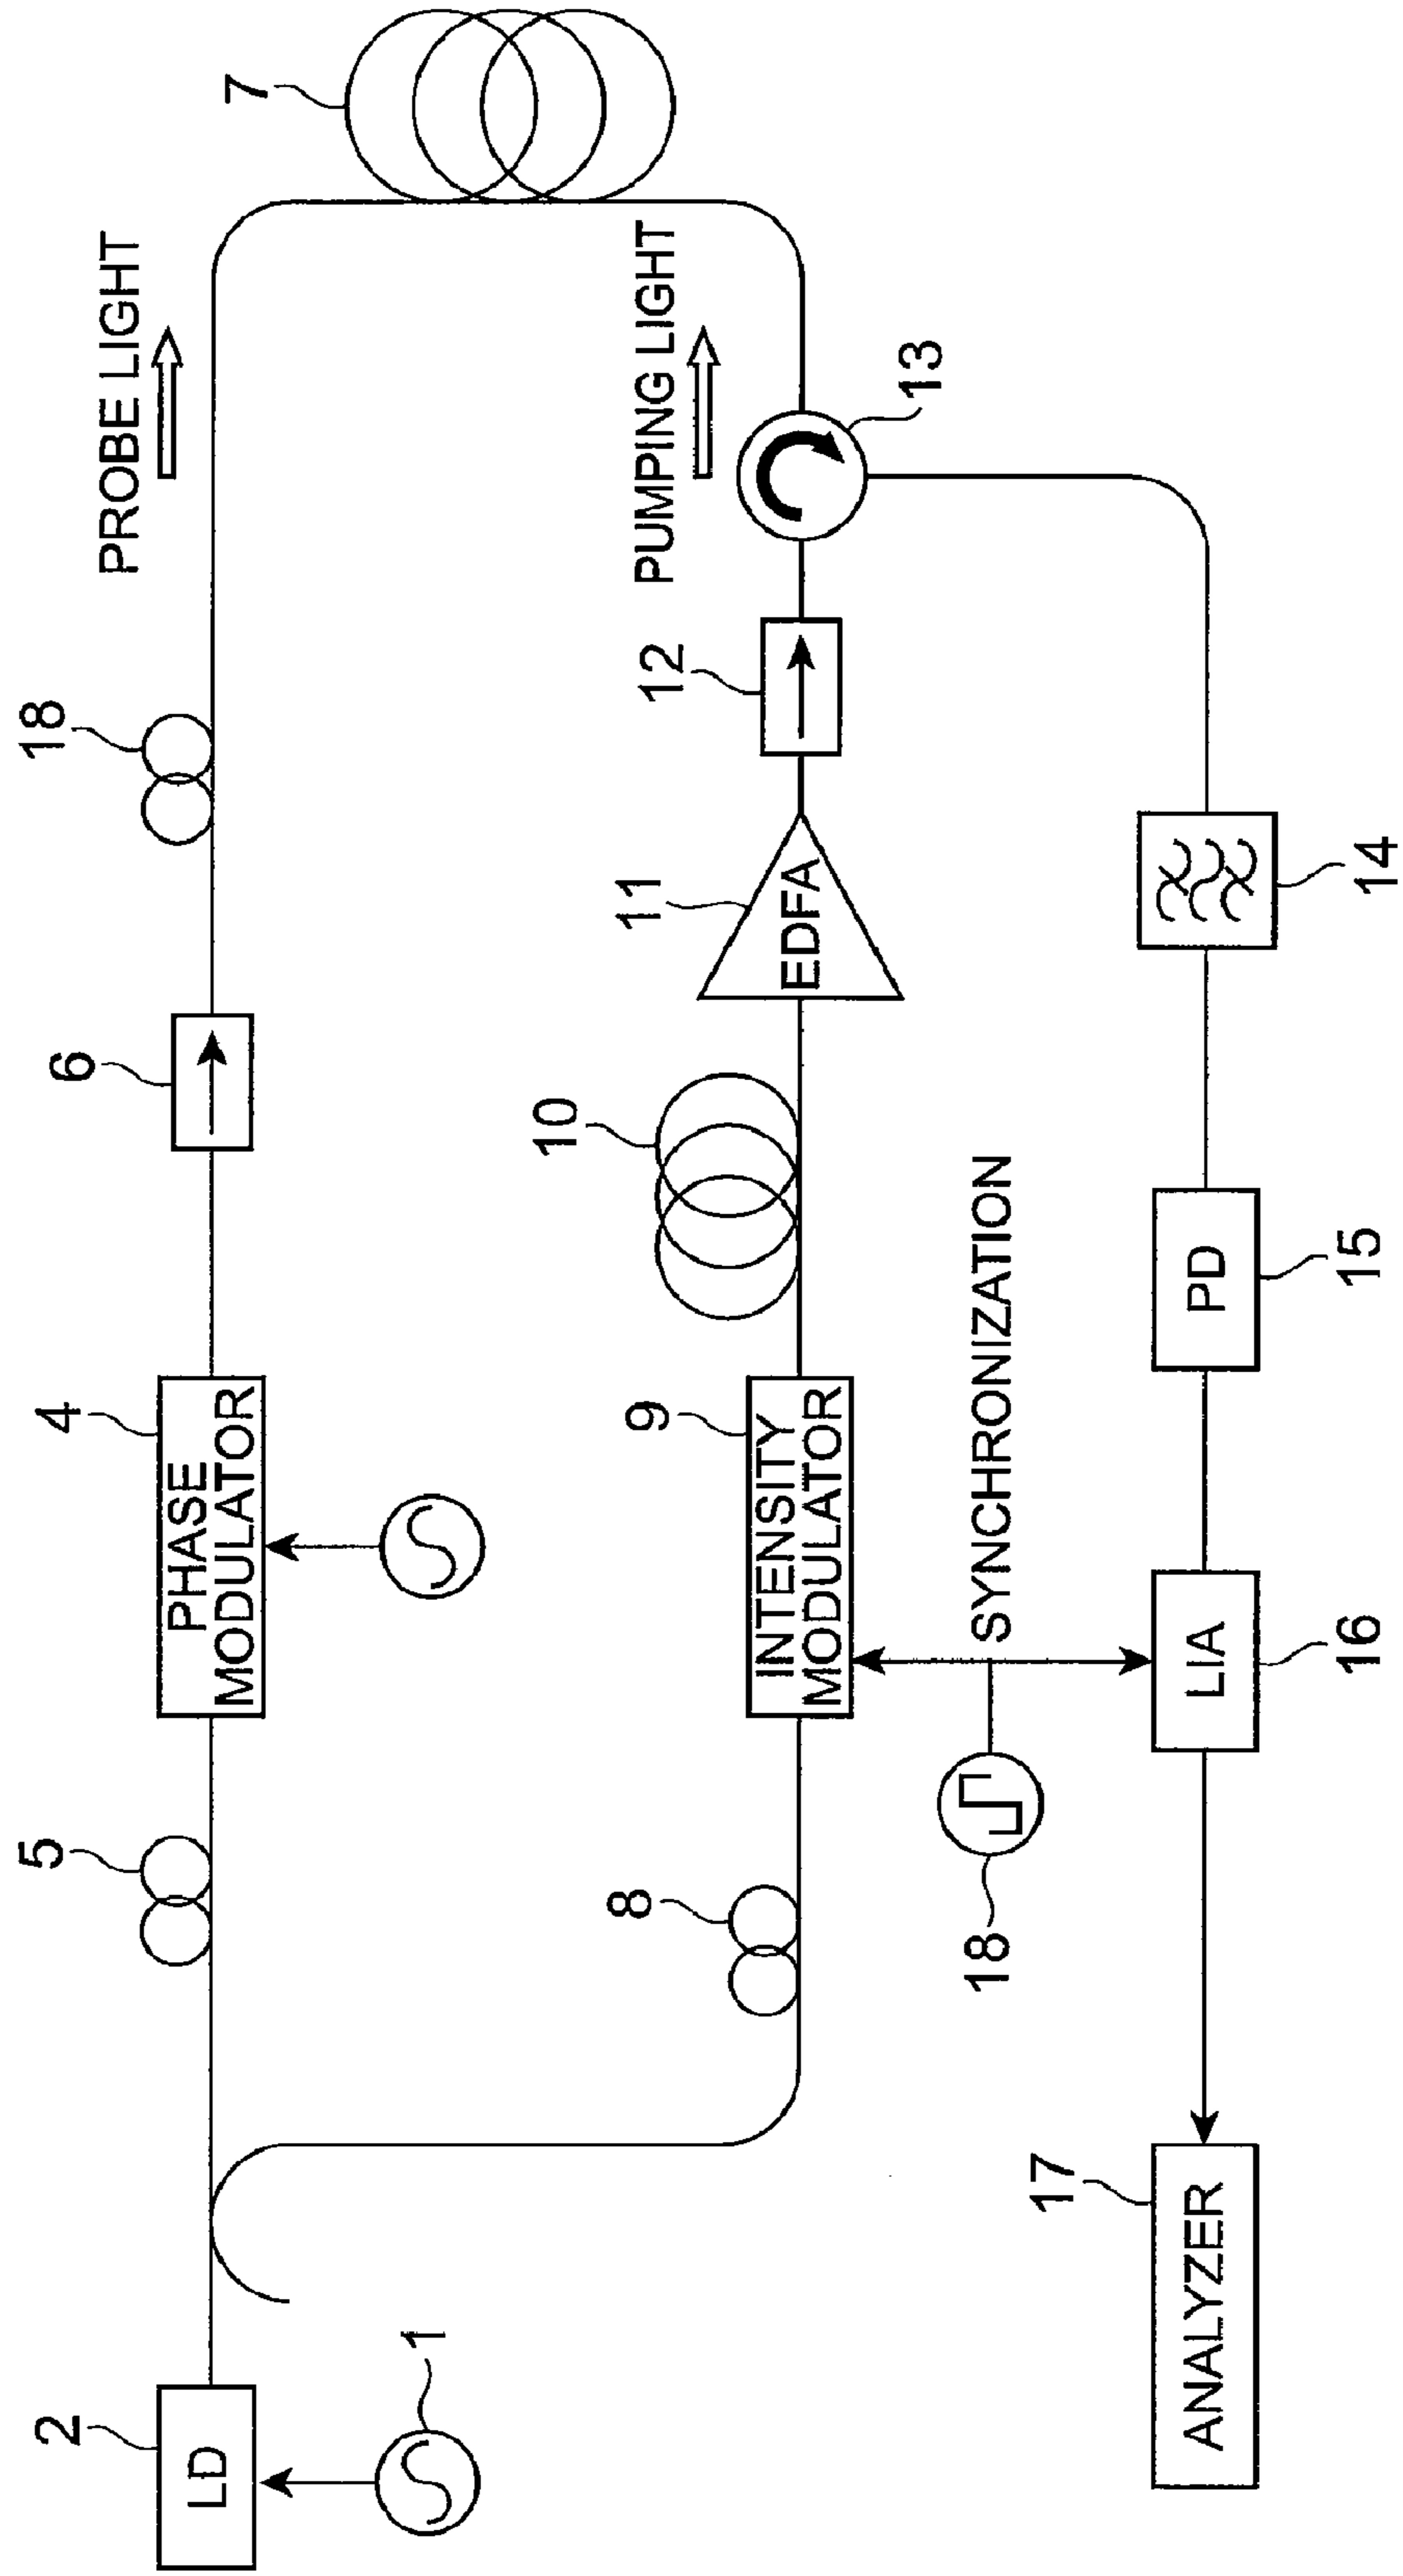 2
LD
1
5
4
PHASE
MODULATOR
6
18
PROBE LIGHT
7
8
9
INTENSITY
MODULATOR
10
11
EDFA
12
PUMPING LIGHT
13
18
SYNCHRONIZATION
17
ANALYZER
LIA
16
PD
15
14